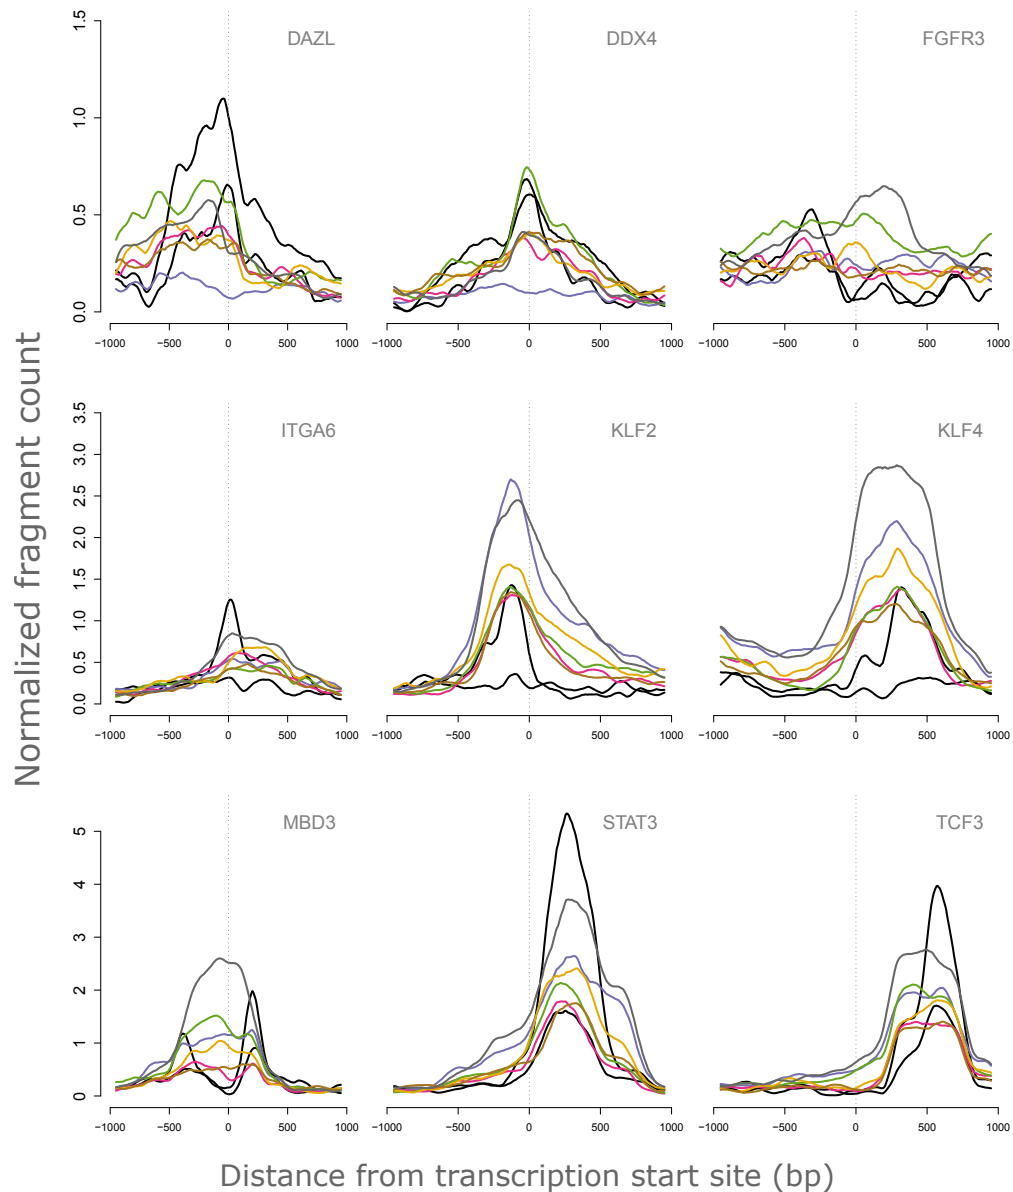 DAZL DDX4 FGFR3
1.5
1.0
0.5
0.0
−1000 −500 0 500 1000 −1000 −500 0 500 1000 −1000 −500 0 500 1000
ITGA6 KLF2 KLF4
3.5
3.0
2.5
2.0
1.5
1.0
0.5
0.0
−1000 −500 0 500 1000 −1000 −500 0 500 1000 −1000 −500 0 500 1000
MBD3 STAT3 TCF3
5
4
3
2
1
0
−1000 −500 0 500 1000 −1000 −500 0 500 1000 −1000 −500 0 500 1000
Normalized fragment count
Distance from transcription start site (bp)